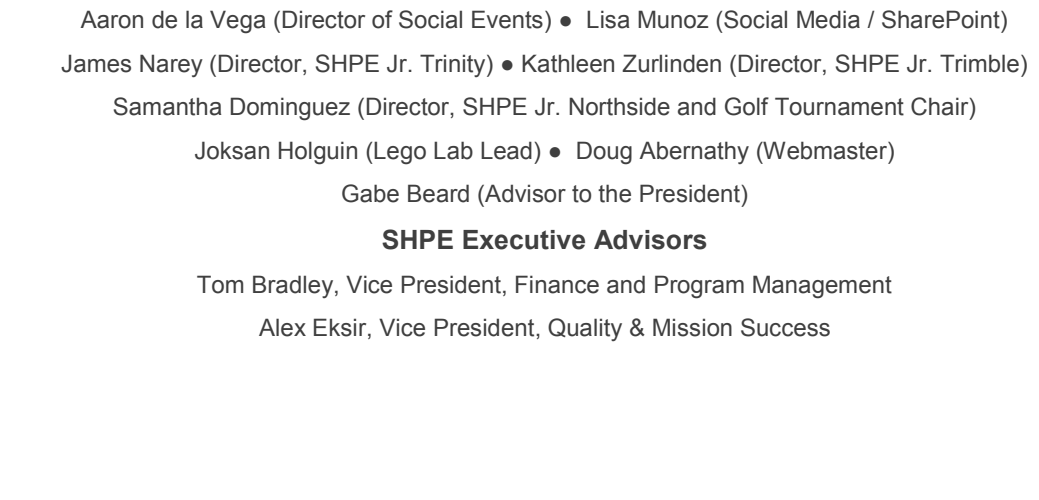 Aaron de la Vega (Director of Social Events) ● Lisa Munoz (Social Media / SharePoint)
James Narey (Director, SHPE Jr. Trinity) ● Kathleen Zurlinden (Director, SHPE Jr. Trimble)
Samantha Dominguez (Director, SHPE Jr. Northside and Golf Tournament Chair)
Joksan Holguin (Lego Lab Lead) ● Doug Abernathy (Webmaster)
Gabe Beard (Advisor to the President)
SHPE Executive Advisors
Tom Bradley, Vice President, Finance and Program Management
Alex Eksir, Vice President, Quality & Mission Success